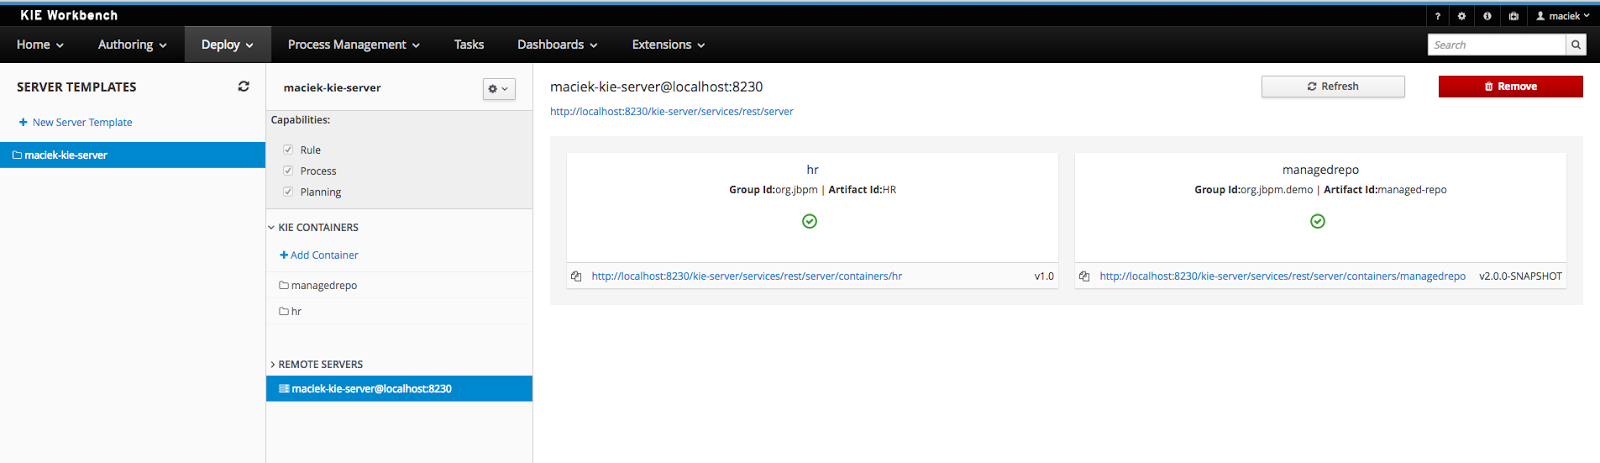 KIE Workbench
? maciek
Home Authoring Deploy Process Management Tasks Dashboards Extensions Search
SERVER TEMPLATES
+ New Server Template
maciek-kie-server
maciek-kie-server
Capabilities:
Rule
Process
Planning
KIE CONTAINERS
+ Add Container
managedrepo
hr
REMOTE SERVERS
maciek-kie-server@localhost:8230
maciek-kie-server@localhost:8230
Refresh
Remove
http://localhost:8230/kie-server/services/rest/server
hr
Group Id:org.jbpm | Artifact Id:HR
http://localhost:8230/kie-server/services/rest/server/containers/hr v1.0
managedrepo
Group Id:org.jbpm.demo | Artifact Id:managed-repo
http://localhost:8230/kie-server/services/rest/server/containers/managedrepo v2.0.0-SNAPSHOT